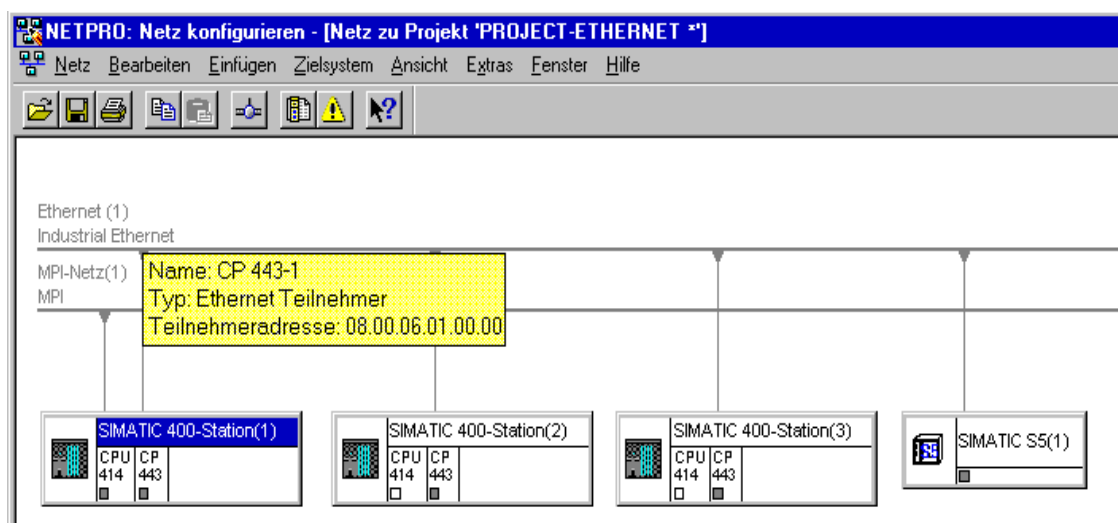 NETPRO: Netz konfigurieren - [Netz zu Projekt 'PROJECT-ETHERNET *']
Netz Bearbeiten Einfügen Zielsystem Ansicht Extras Fenster Hilfe
Ethernet (1)
Industrial Ethernet
MPI-Netz(1)
MPI
Name: CP 443-1
Typ: Ethernet Teilnehmer
Teilnehmeradresse: 08.00.06.01.00.00
SIMATIC 400-Station(1)
CPU CP
414 443
SIMATIC 400-Station(2)
CPU CP
414 443
SIMATIC 400-Station(3)
CPU CP
414 443
SIMATIC S5(1)